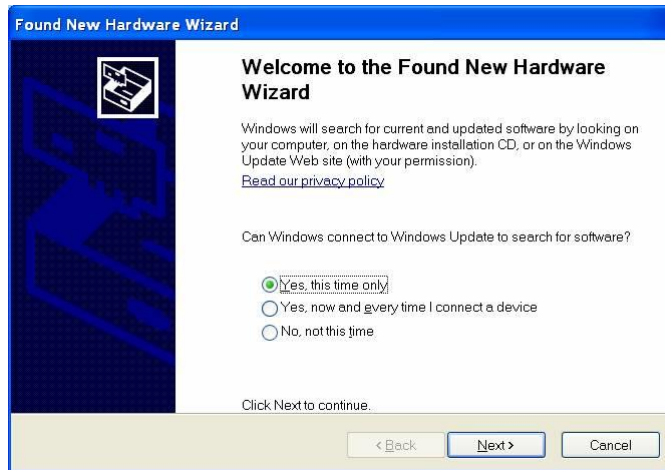 Found New Hardware Wizard
Welcome to the Found New Hardware
Wizard
Windows will search for current and updated software by looking on
your computer, on the hardware installation CD, or on the Windows
Update Web site (with your permission).
Read our privacy policy
Can Windows connect to Windows Update to search for software?
Yes, this time only
Yes, now and every time I connect a device
No, not this time
Click Next to continue.
< Back Next > Cancel